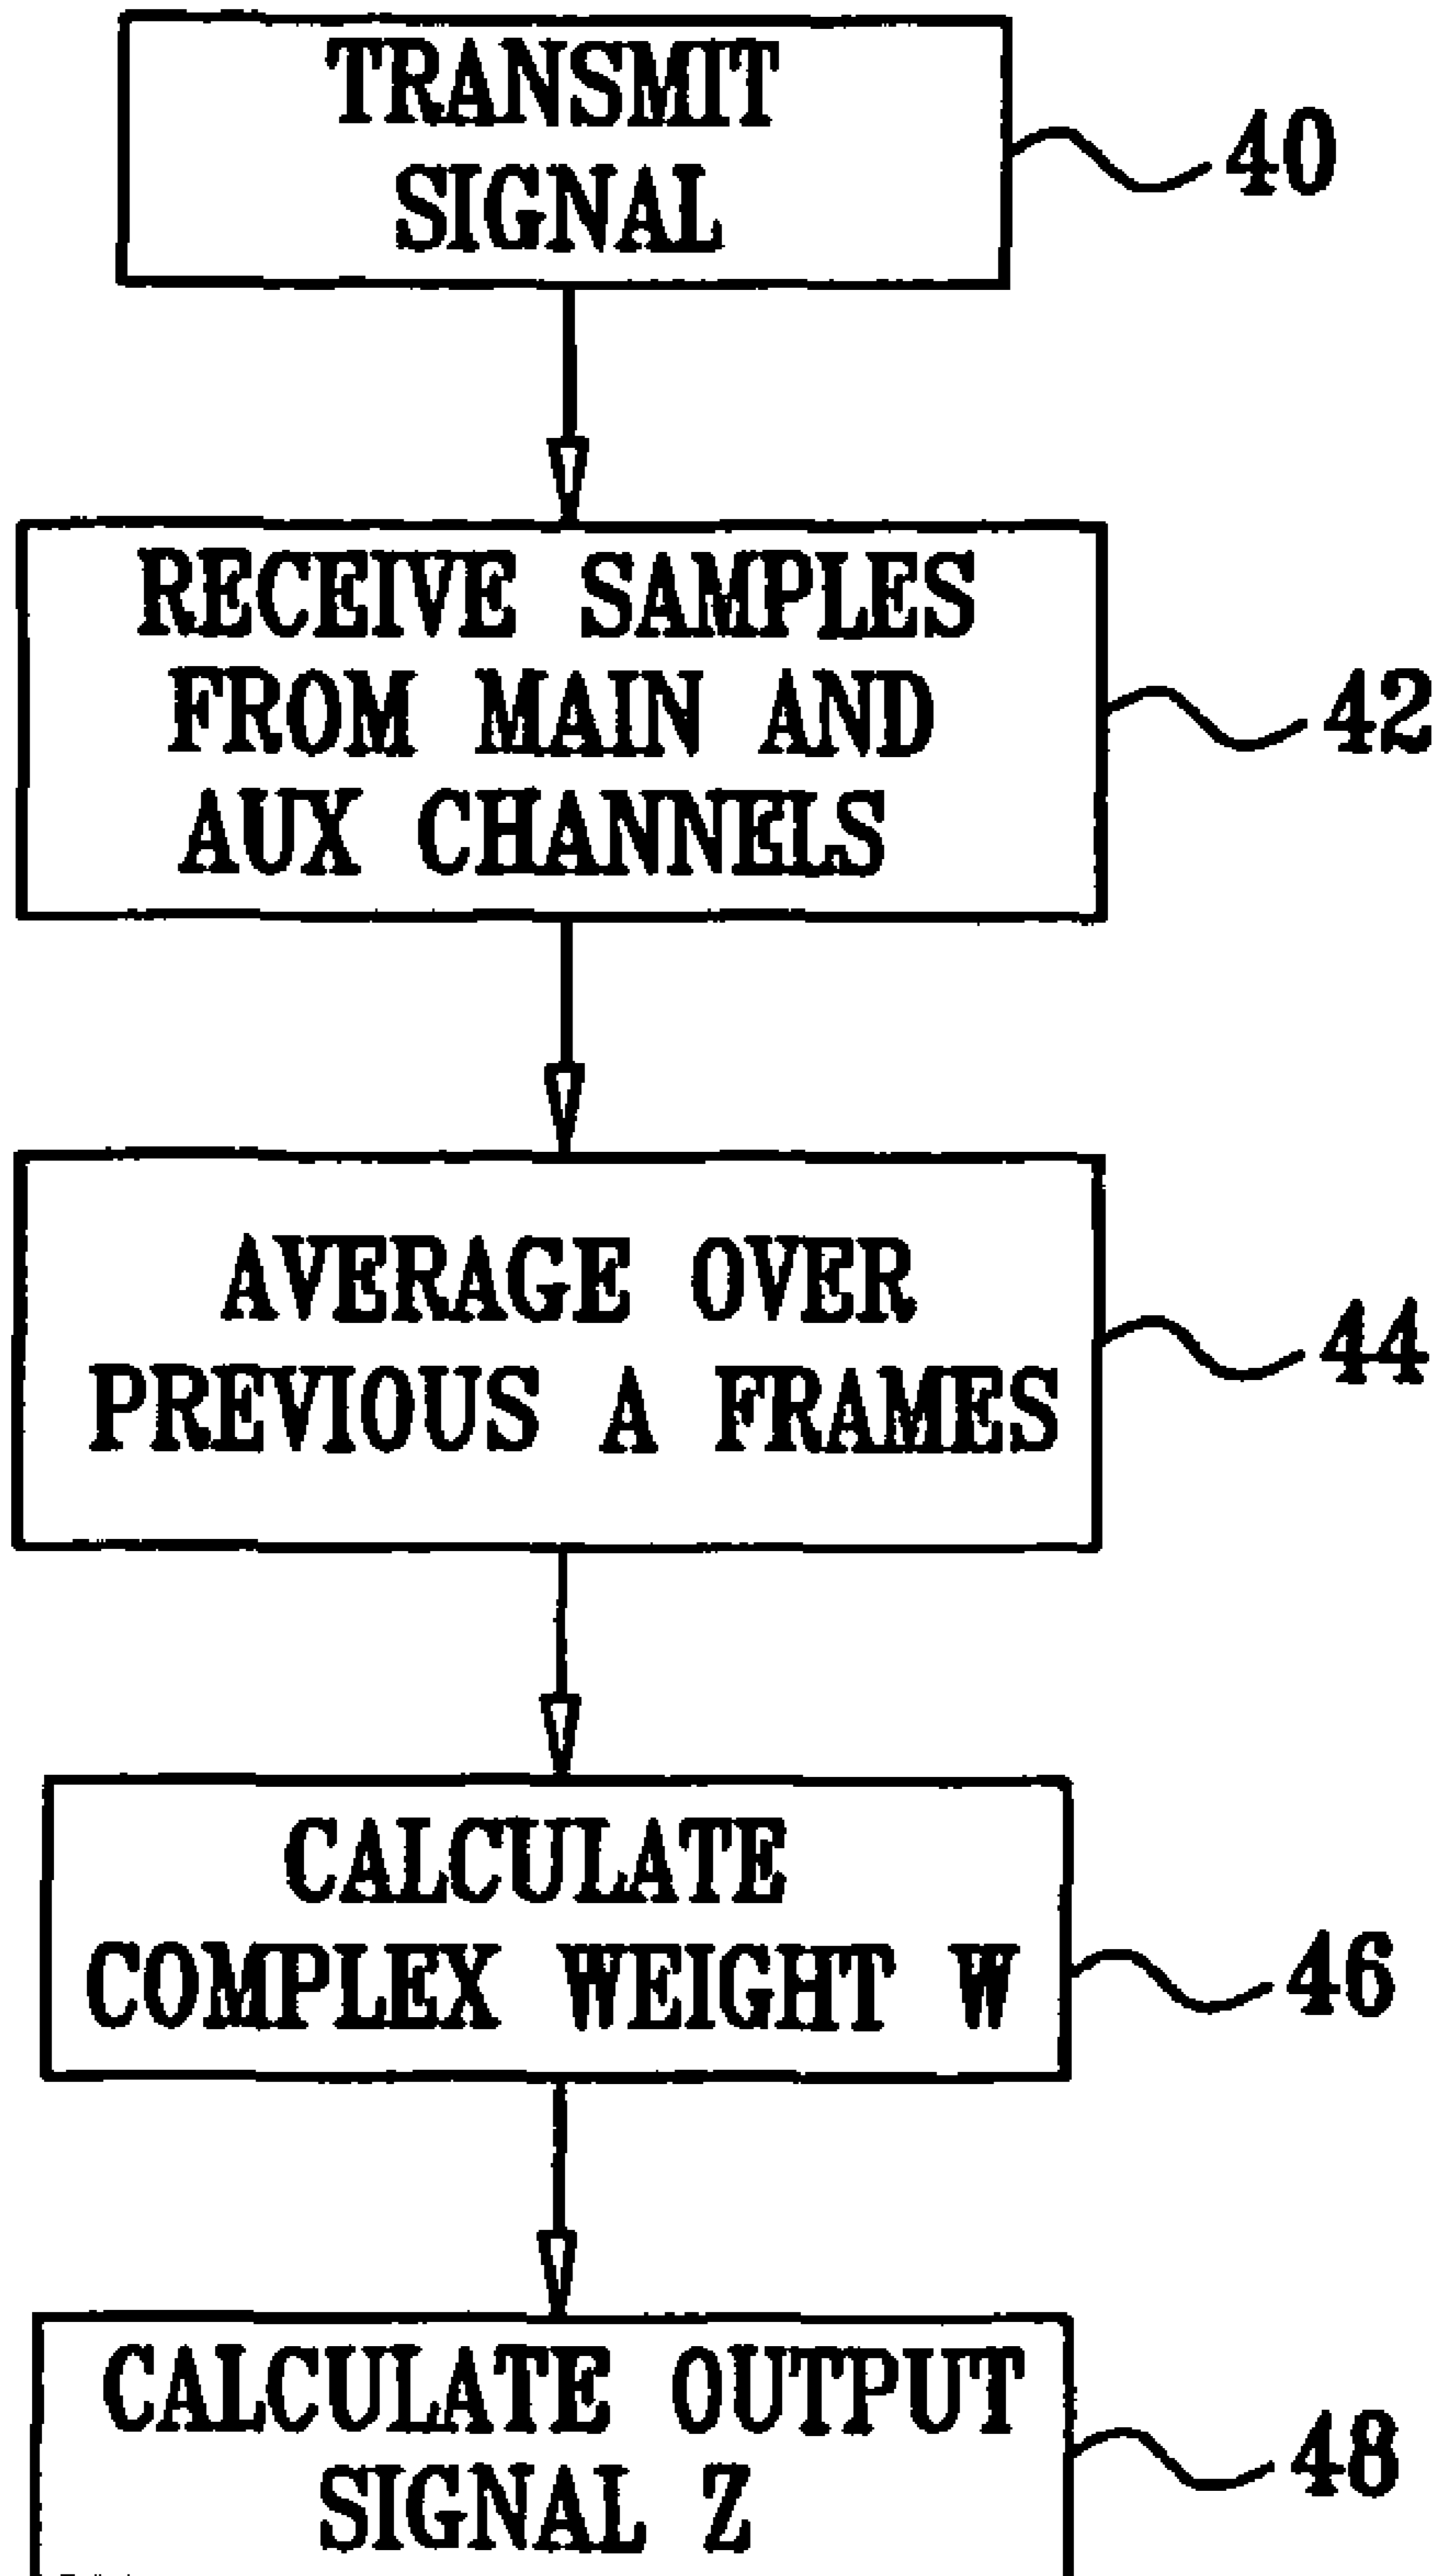 TRANSMIT
SIGNAL
40
RECEIVE SAMPLES
FROM MAIN AND
AUX CHANNELS
42
AVERAGE OVER
PREVIOUS A FRAMES
44
CALCULATE
COMPLEX WEIGHT W
46
CALCULATE OUTPUT
SIGNAL Z
48